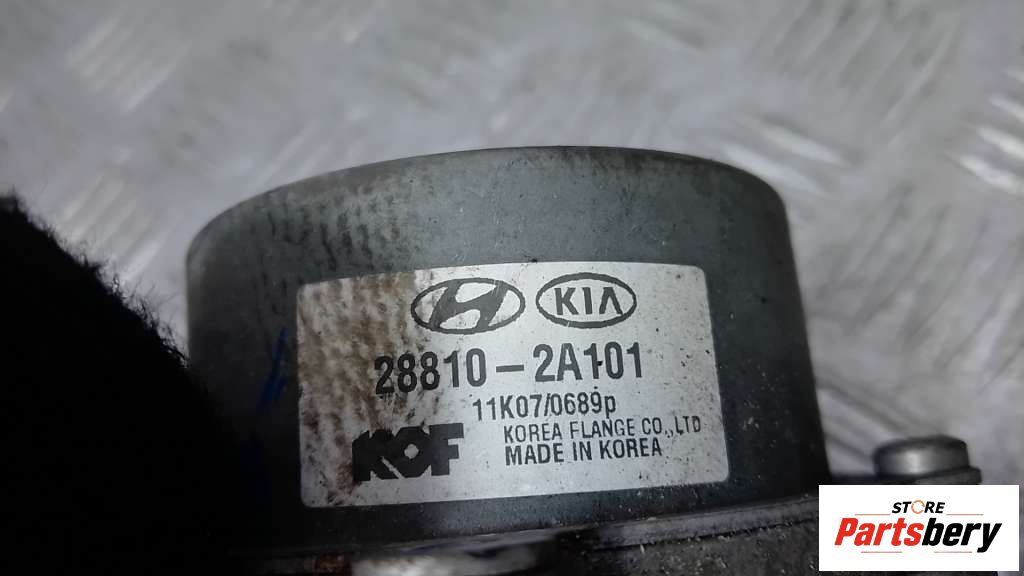 KIA
28810-2A101
11K07/0689p
KOF
KOREA FLANGE CO.,LTD
MADE IN KOREA
STORE
Partsbery